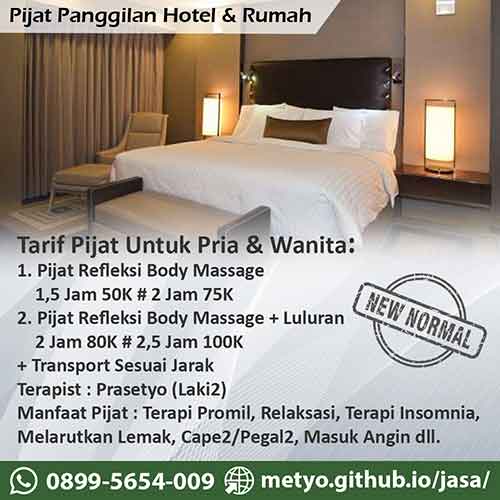 Pijat Panggilan Hotel & Rumah
Tarif Pijat Untuk Pria & Wanita:
1. Pijat Refleksi Body Massage
1,5 Jam 50K # 2 Jam 75K
2. Pijat Refleksi Body Massage + Luluran
2 Jam 80K # 2,5 Jam 100K
+ Transport Sesuai Jarak
Terapist : Prasetyo (Laki2)
Manfaat Pijat : Terapi Promil, Relaksasi, Terapi Insomnia,
Melarutkan Lemak, Cape2/Pegal2, Masuk Angin dll.
NEW NORMAL
0899-5654-009
metyo.github.io/jasa/